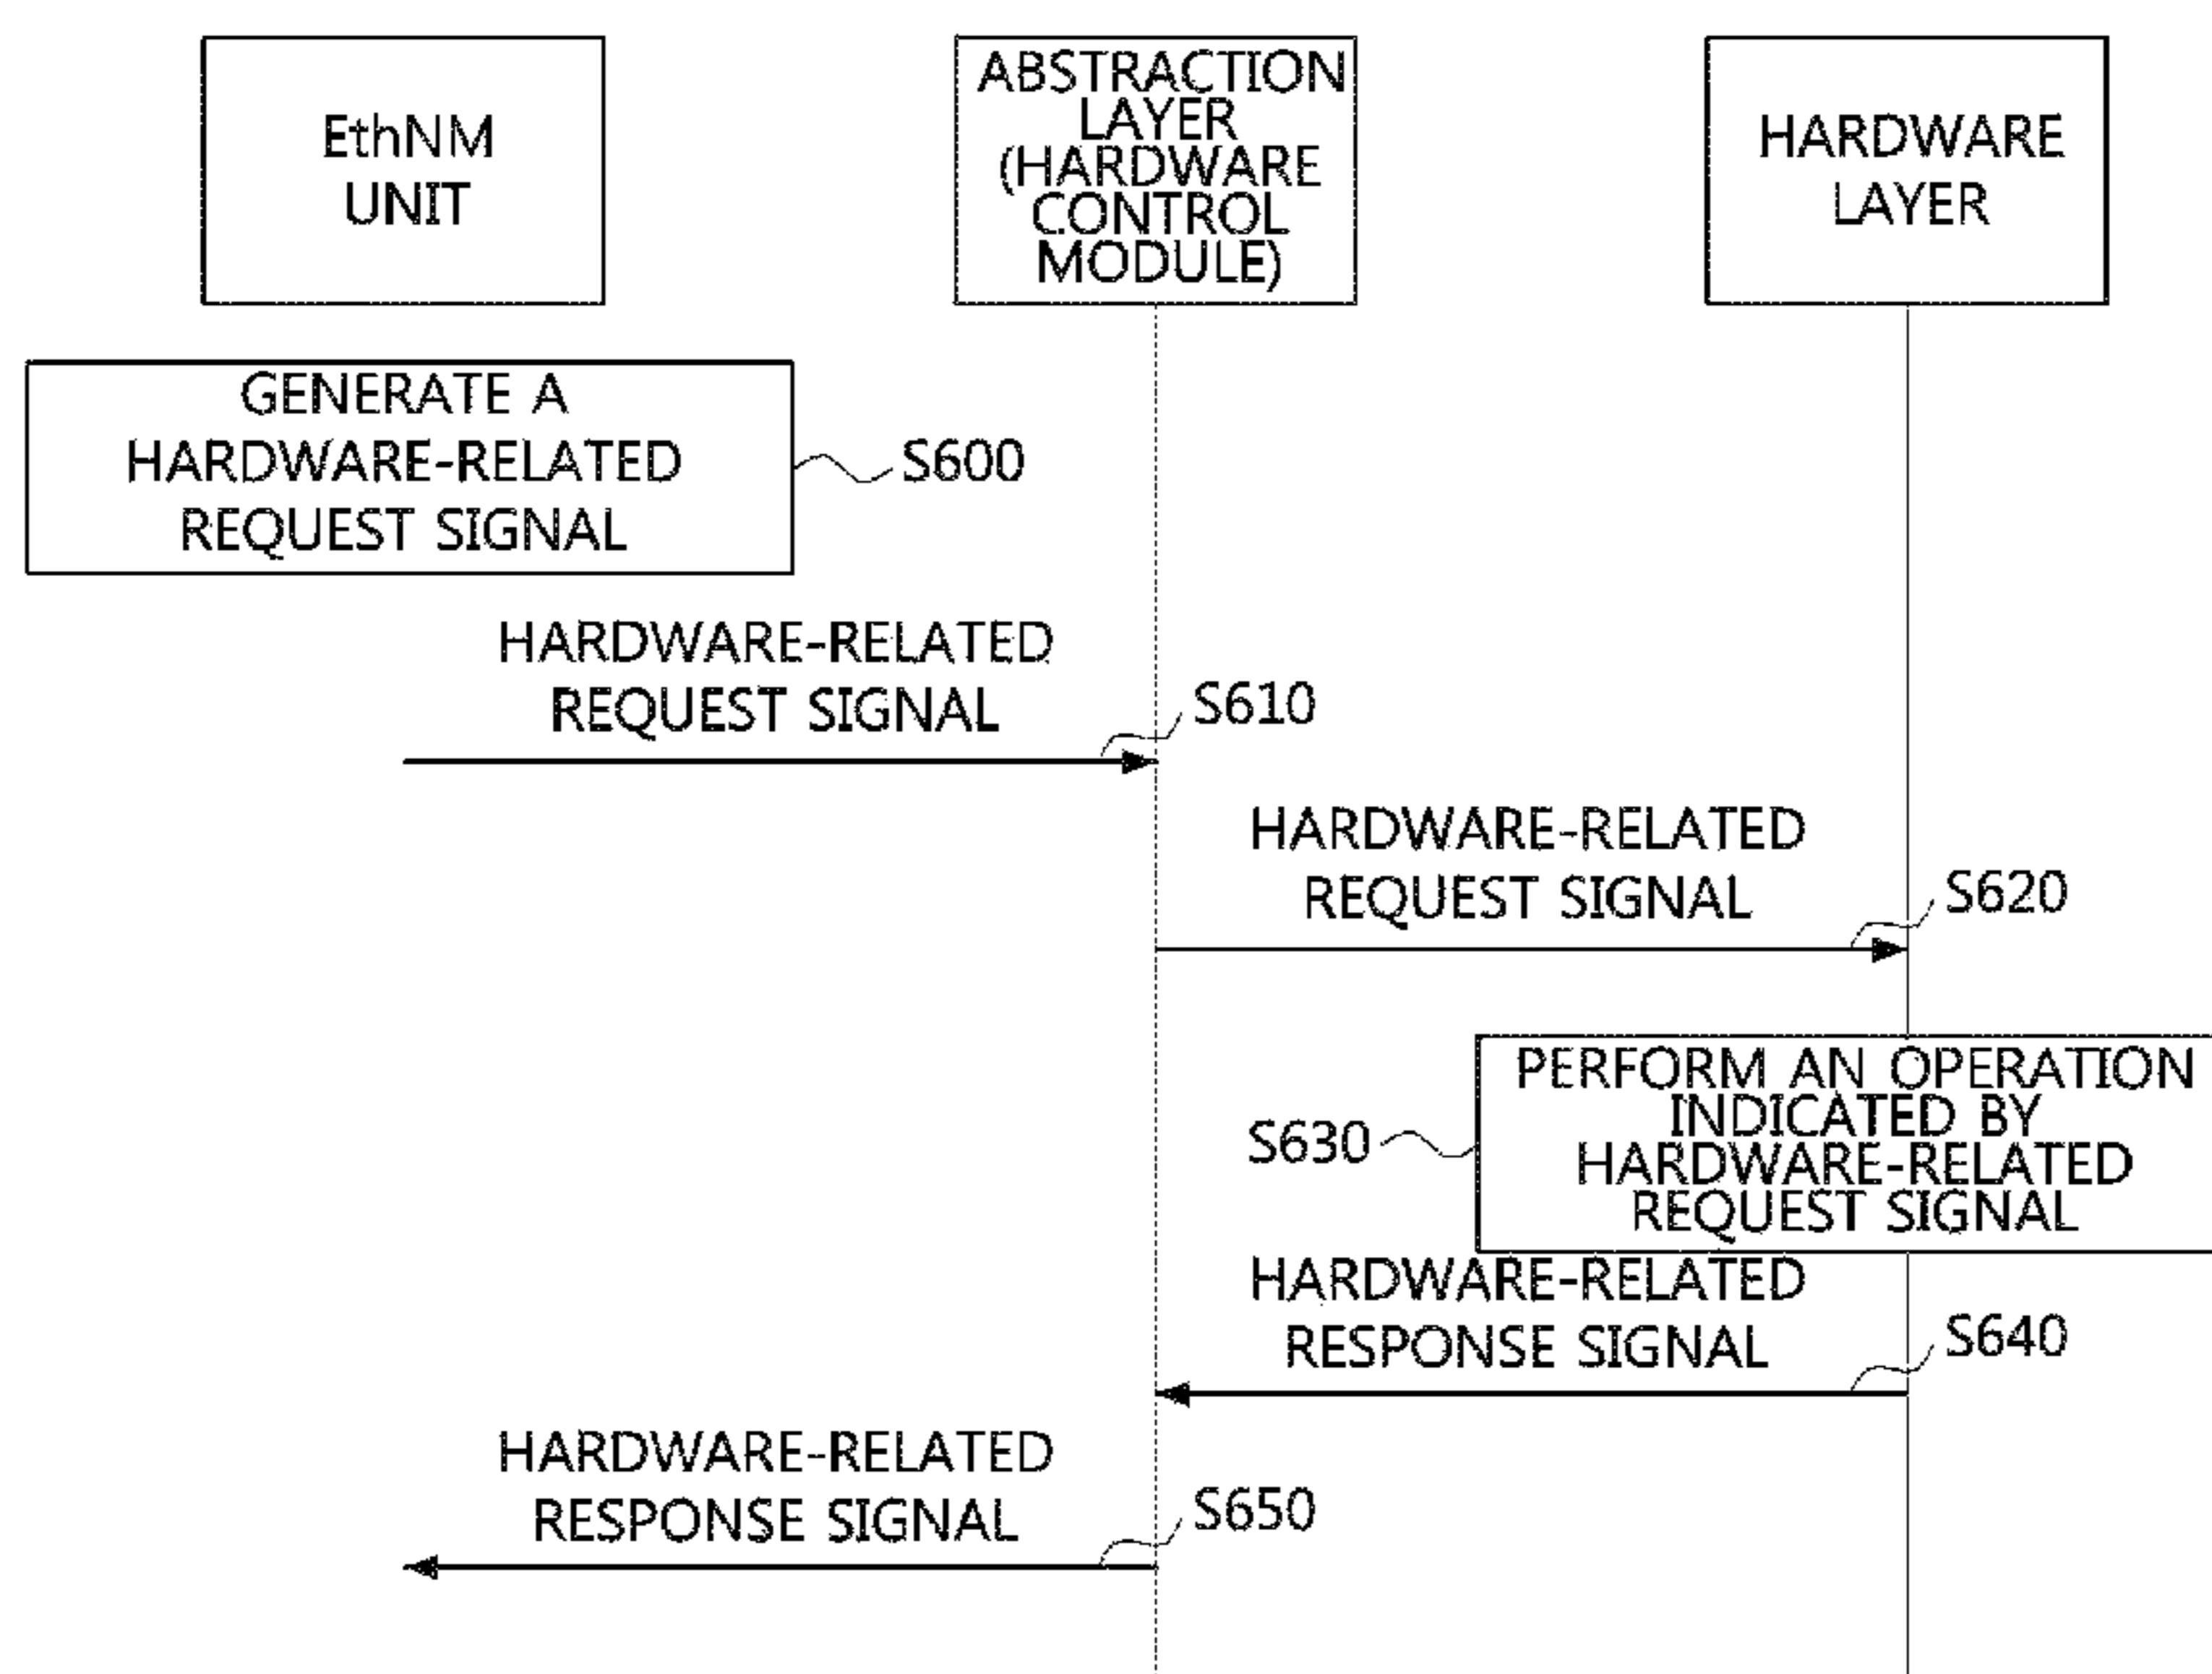 EthNM
UNIT
ABSTRACTION
LAYER
(HARDWARE
CONTROL
MODULE)
HARDWARE
LAYER
GENERATE A
HARDWARE-RELATED
REQUEST SIGNAL
S600
HARDWARE-RELATED
REQUEST SIGNAL
S610
HARDWARE-RELATED
REQUEST SIGNAL
S620
S630
PERFORM AN OPERATION
INDICATED BY
HARDWARE-RELATED
REQUEST SIGNAL
HARDWARE-RELATED
RESPONSE SIGNAL
S640
HARDWARE-RELATED
RESPONSE SIGNAL
S650